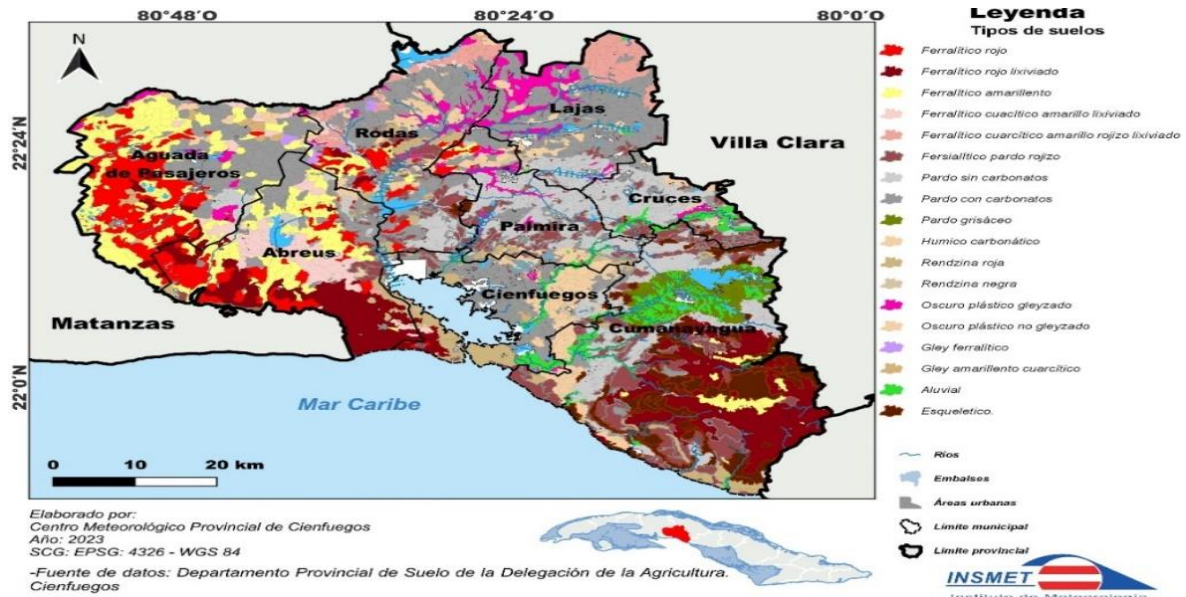 80°48'O 80°24'O 80°0'O
Leyenda
Tipos de suelos
N
22°24'N
22°0'N
Lajas
Rodas
Villa Clara
Aguada
de Pasajeros
Cruces
Palmira
Abreus
Cienfuegos
Matanzas
Cumanayagua
Mar Caribe
0 10 20 km
Ferralítico rojo
Ferralítico rojo lixiviado
Ferralítico amarillento
Ferralítico cuacítico amarillo lixiviado
Ferralítico cuarcítico amarillo rojizo lixiviado
Fersialítico pardo rojizo
Pardo sin carbonatos
Pardo con carbonatos
Pardo grisáceo
Humico carbonático
Rendzina roja
Rendzina negra
Oscuro plástico gleyzado
Oscuro plástico no gleyzado
Gley ferralítico
Gley amarillento cuarcítico
Aluvial
Esqueletico.
Ríos
Embalses
Áreas urbanas
Límite municipal
Límite provincial
Elaborado por:
Centro Meteorológico Provincial de Cienfuegos
Año: 2023
SCG: EPSG: 4326 - WGS 84
-Fuente de datos: Departamento Provincial de Suelo de la Delegación de la Agricultura.
Cienfuegos
INSMET